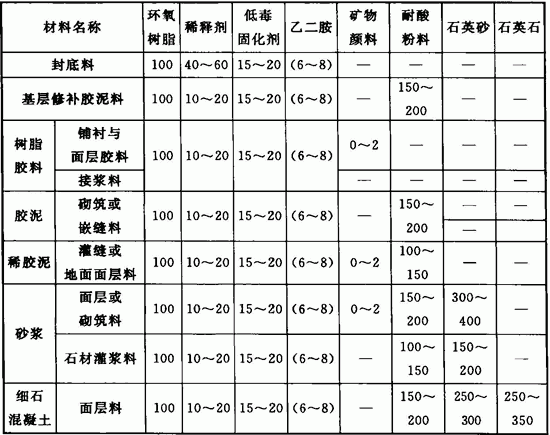 材料名称 环氧树脂 稀释剂 低毒固化剂 乙二胺 矿物颜料 耐酸粉料 石英砂 石英石
封底料 100 40～60 15～20 (6～8) — — — —
基层修补胶泥料 100 10～20 15～20 (6～8) — 150～200 — —
树脂胶料 铺衬与面层胶料 100 10～20 15～20 (6～8) 0～2 — — —
接浆料 — — — —
胶泥 砌筑或嵌缝料 100 10～20 15～20 (6～8) — 150～200 — —
— —
稀胶泥 灌缝或地面面层料 100 10～20 15～20 (6～8) 0～2 100～150 — —
砂浆 面层或砌筑料 100 10～20 15～20 (6～8) 0～2 150～200 300～400 —
石材灌浆料 100 10～20 15～20 (6～8) — 100～150 150～200 —
细石混凝土 面层料 100 10～20 15～20 (6～8) — 150～200 250～300 250～350